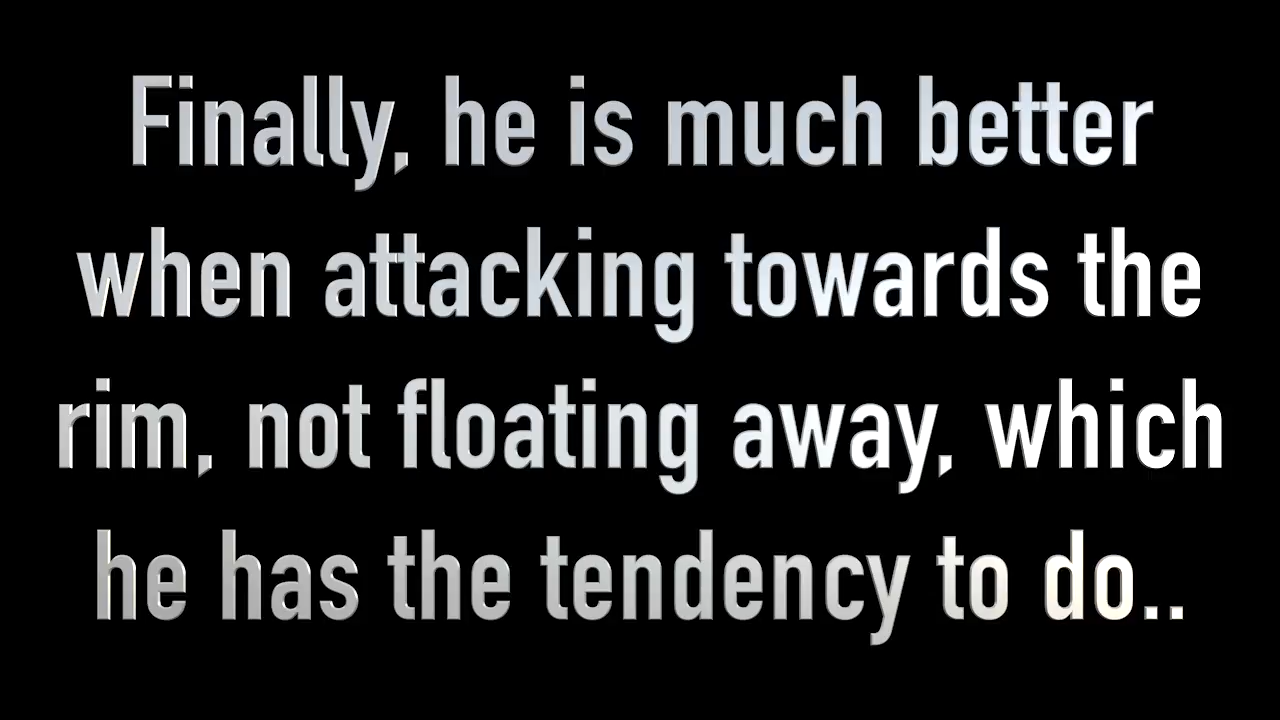 Finally, he is much better
when attacking towards the
rim, not floating away, which
he has the tendency to do..